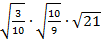 √(3/10) · √(10/9) · √21